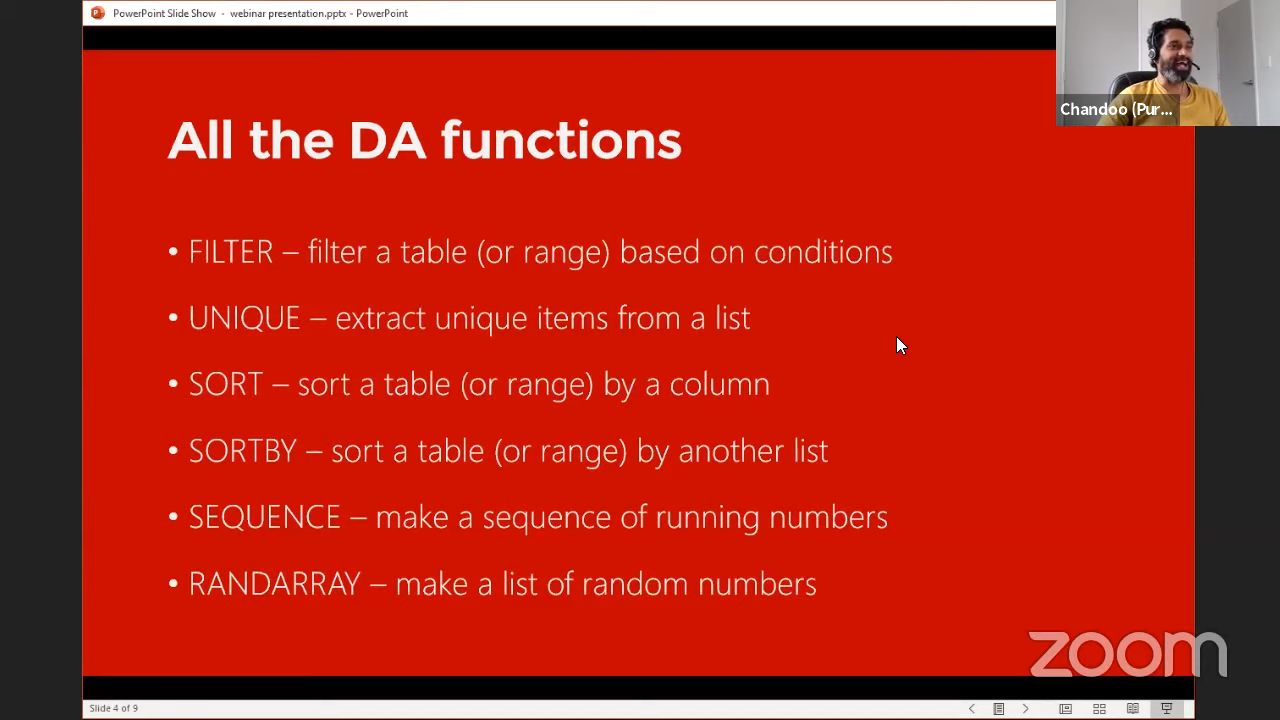 PowerPoint Slide Show - webinar presentation.pptx - PowerPoint
Chandoo (Pur...
All the DA functions
• FILTER – filter a table (or range) based on conditions
• UNIQUE – extract unique items from a list
• SORT – sort a table (or range) by a column
• SORTBY – sort a table (or range) by another list
• SEQUENCE – make a sequence of running numbers
• RANDARRAY – make a list of random numbers
zoom
Slide 4 of 9